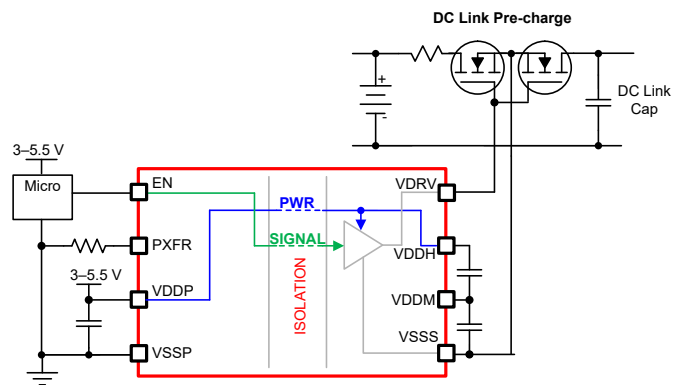 DC Link Pre-charge
+
-
DC Link
Cap
3–5.5 V
Micro
EN
PXFR
3–5.5 V
VDDP
VSSP
PWR
SIGNAL
ISOLATION
VDRV
VDDH
VDDM
VSSS